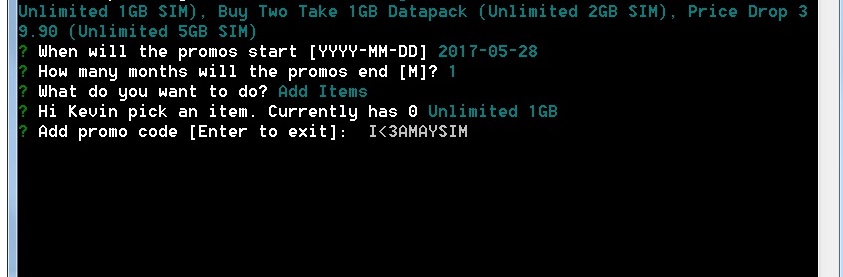 Unlimited 1GB SIM), Buy Two Take 1GB Datapack (Unlimited 2GB SIM), Price Drop 3
9.90 (Unlimited 5GB SIM)
? When will the promos start [YYYY-MM-DD] 2017-05-28
? How many months will the promos end [M]? 1
? What do you want to do? Add Items
? Hi Kevin pick an item. Currently has 0 Unlimited 1GB
? Add promo code [Enter to exit]: I<3AMAYSIM